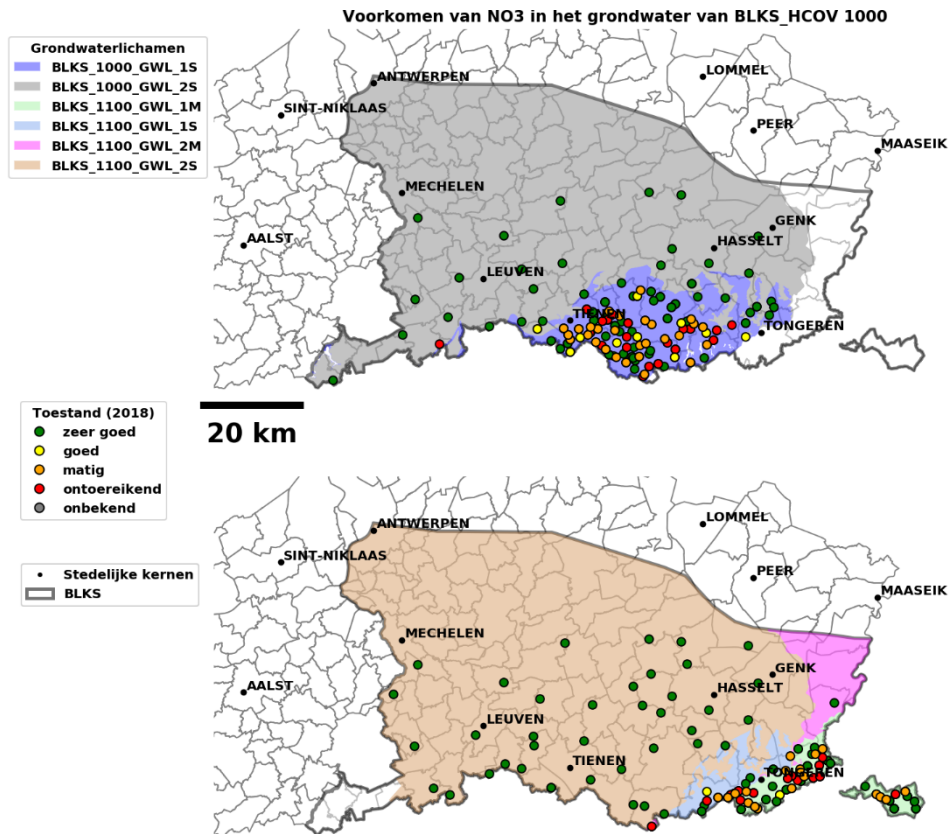 Voorkomen van NO3 in het grondwater van BLKS_HCOV 1000
Grondwaterlichamen
BLKS_1000_GWL_1S
BLKS_1000_GWL_2S
BLKS_1100_GWL_1M
BLKS_1100_GWL_1S
BLKS_1100_GWL_2M
BLKS_1100_GWL_2S
ANTWERPEN
LOMMEL
SINT-NIKLAAS
PEER
MAASEIK
MECHELEN
GENK
AALST
HASSELT
LEUVEN
TIENEN
TONGEREN
20 km
Toestand (2018)
zeer goed
goed
matig
ontoereikend
onbekend
Stedelijke kernen
BLKS
ANTWERPEN
LOMMEL
SINT-NIKLAAS
PEER
MAASEIK
MECHELEN
GENK
AALST
HASSELT
LEUVEN
TIENEN
TONGEREN